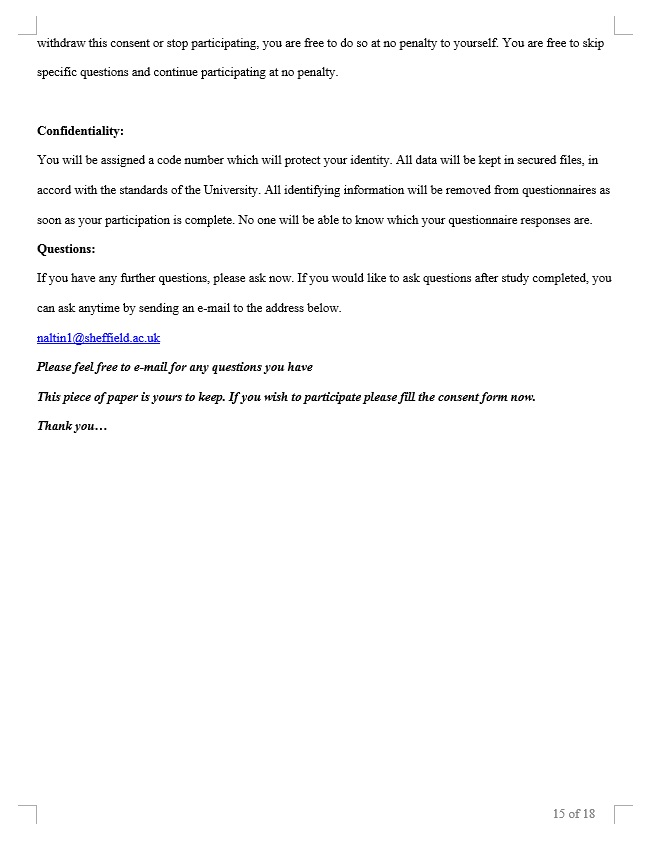 withdraw this consent or stop participating, you are free to do so at no penalty to yourself. You are free to skip
specific questions and continue participating at no penalty.
Confidentiality:
You will be assigned a code number which will protect your identity. All data will be kept in secured files, in
accord with the standards of the University. All identifying information will be removed from questionnaires as
soon as your participation is complete. No one will be able to know which your questionnaire responses are.
Questions:
If you have any further questions, please ask now. If you would like to ask questions after study completed, you
can ask anytime by sending an e-mail to the address below.
naltin1@sheffield.ac.uk
Please feel free to e-mail for any questions you have
This piece of paper is yours to keep. If you wish to participate please fill the consent form now.
Thank you…
15 of 18